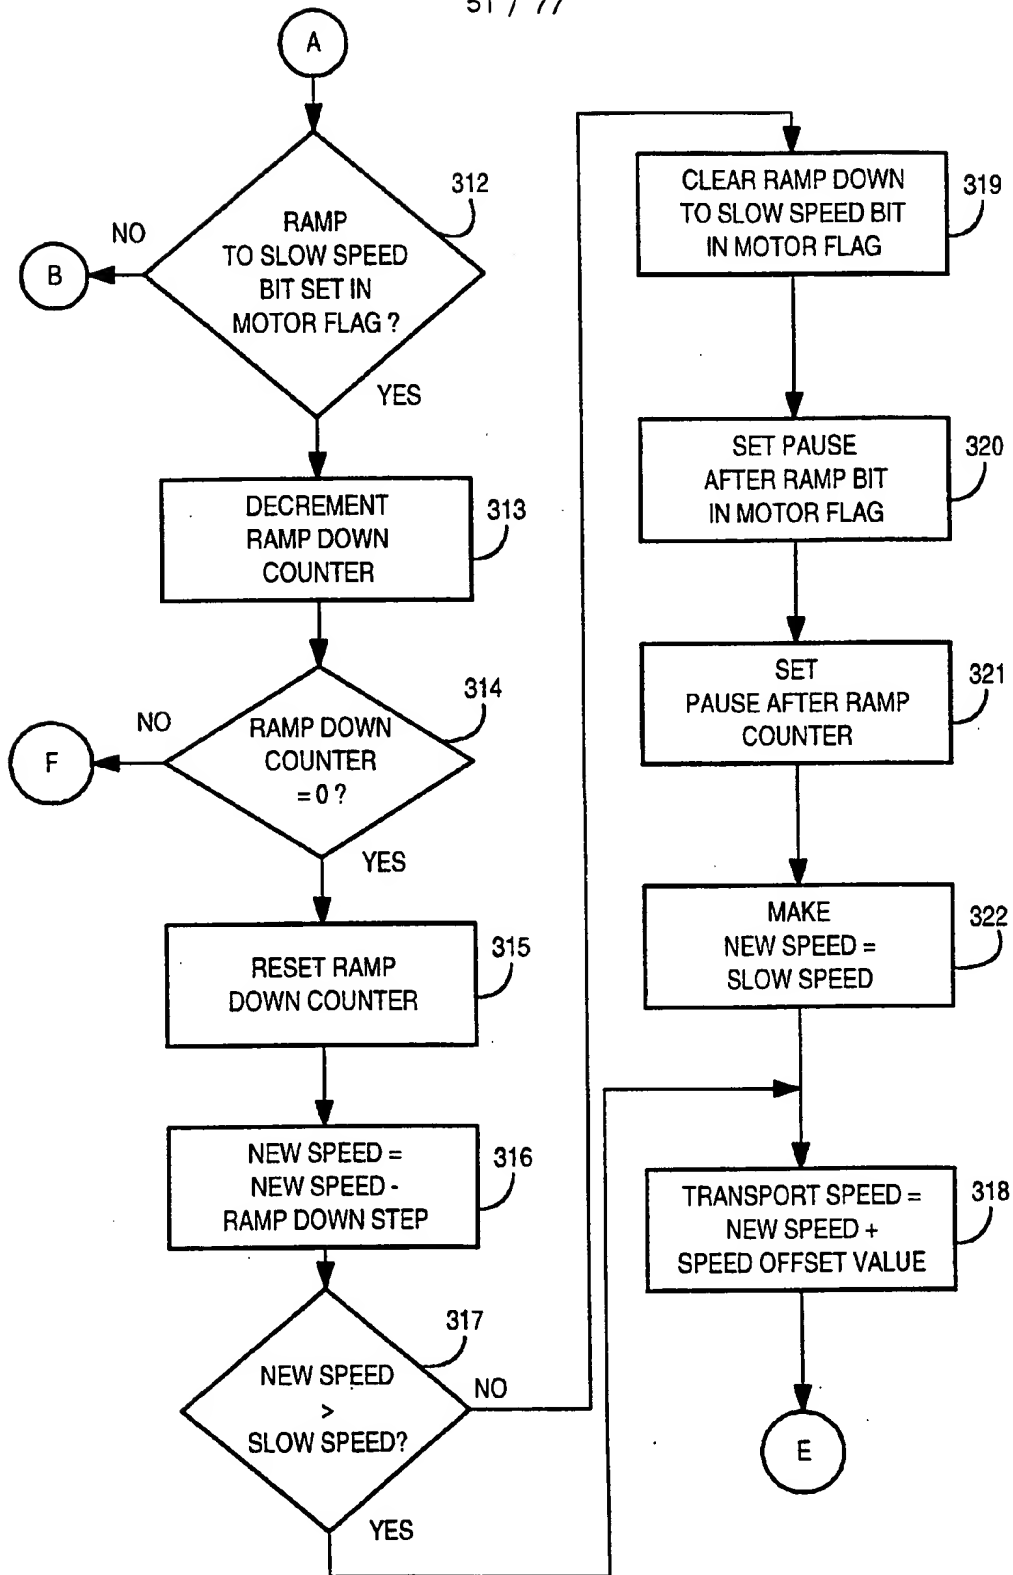 51 / 77
A
312
RAMP
TO SLOW SPEED
BIT SET IN
MOTOR FLAG ?
NO
B
YES
DECREMENT
RAMP DOWN
COUNTER
313
314
RAMP DOWN
COUNTER
= 0 ?
NO
F
YES
RESET RAMP
DOWN COUNTER
315
NEW SPEED =
NEW SPEED -
RAMP DOWN STEP
316
317
NEW SPEED
>
SLOW SPEED?
NO
YES
CLEAR RAMP DOWN
TO SLOW SPEED BIT
IN MOTOR FLAG
319
SET PAUSE
AFTER RAMP BIT
IN MOTOR FLAG
320
SET
PAUSE AFTER RAMP
COUNTER
321
MAKE
NEW SPEED =
SLOW SPEED
322
TRANSPORT SPEED =
NEW SPEED +
SPEED OFFSET VALUE
318
E